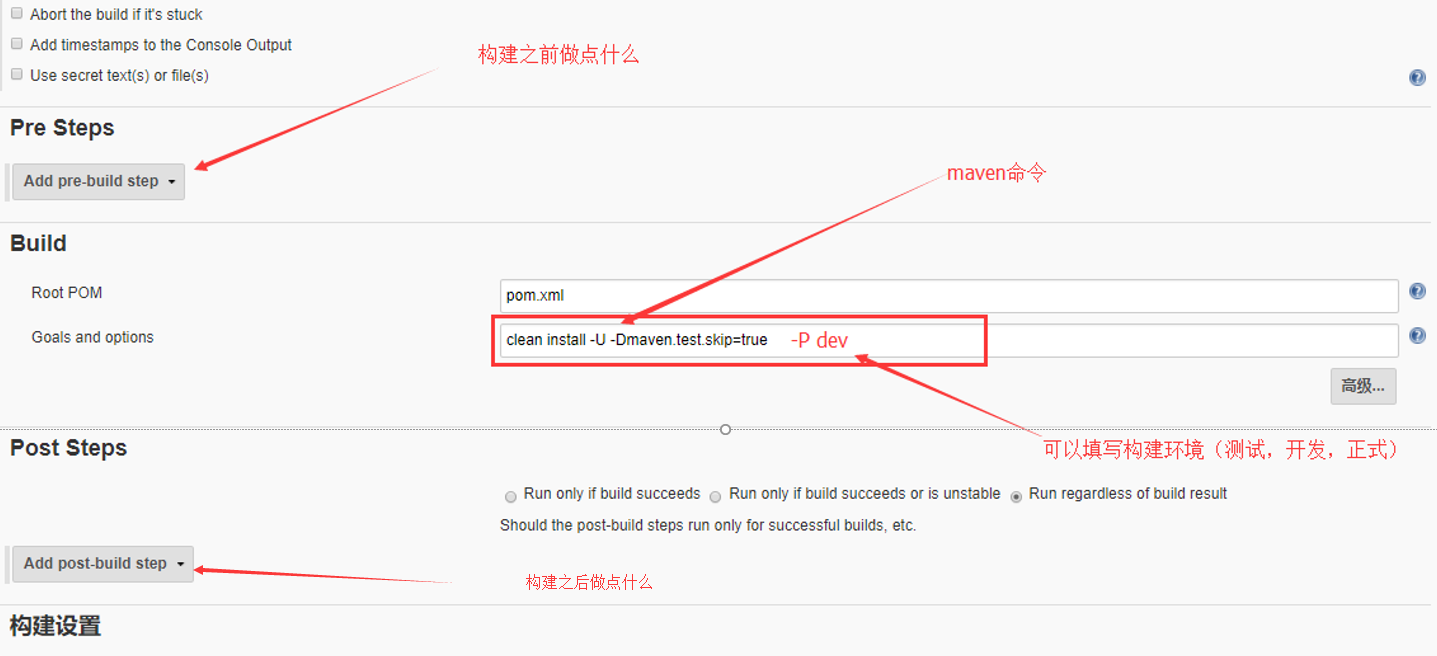 Abort the build if it's stuck
Add timestamps to the Console Output
构建之前做点什么
Use secret text(s) or file(s)
Pre Steps
Add pre-build step
maven命令
Build
Root POM
pom.xml
Goals and options
clean install -U -Dmaven.test.skip=true -P dev
高级...
可以填写构建环境（测试，开发，正式）
Post Steps
Run only if build succeeds Run only if build succeeds or is unstable Run regardless of build result
Should the post-build steps run only for successful builds, etc.
Add post-build step
构建之后做点什么
构建设置